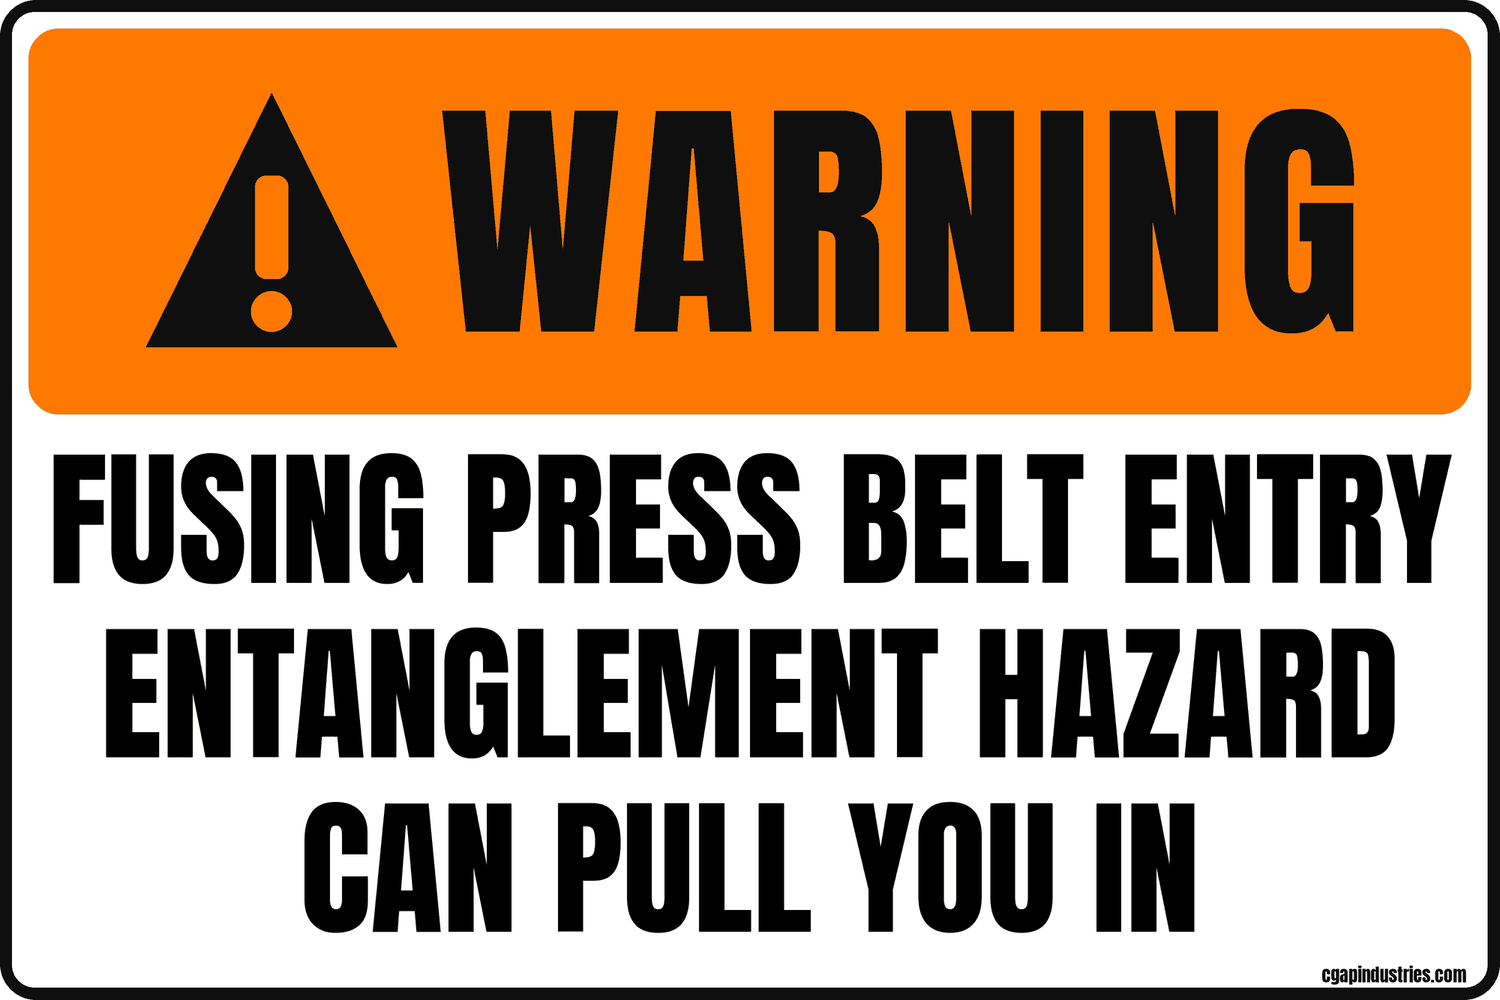 WARNING
FUSING PRESS BELT ENTRY
ENTANGLEMENT HAZARD
CAN PULL YOU IN
cgapindustries.com